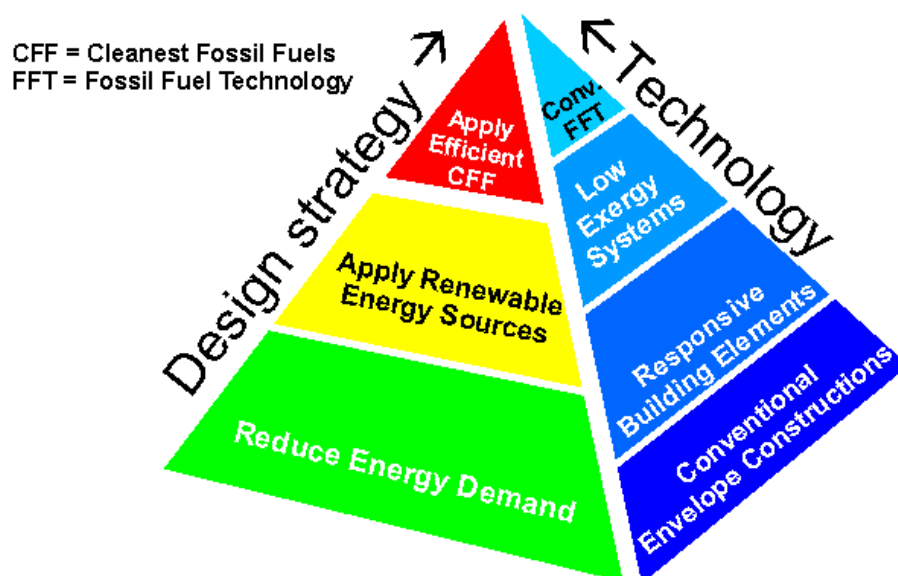 CFF = Cleanest Fossil Fuels
FFT = Fossil Fuel Technology
Design strategy
Technology
Apply
Efficient
CFF
Apply Renewable
Energy Sources
Reduce Energy Demand
Conv.
FFT
Low
Exergy
Systems
Responsive
Building Elements
Conventional
Envelope Constructions